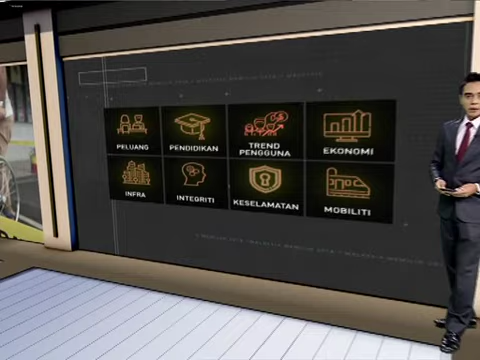 PELUANG
PENDIDIKAN
TREND
PENGGUNA
EKONOMI
INFRA
INTEGRITI
KESELAMATAN
MOBILITI